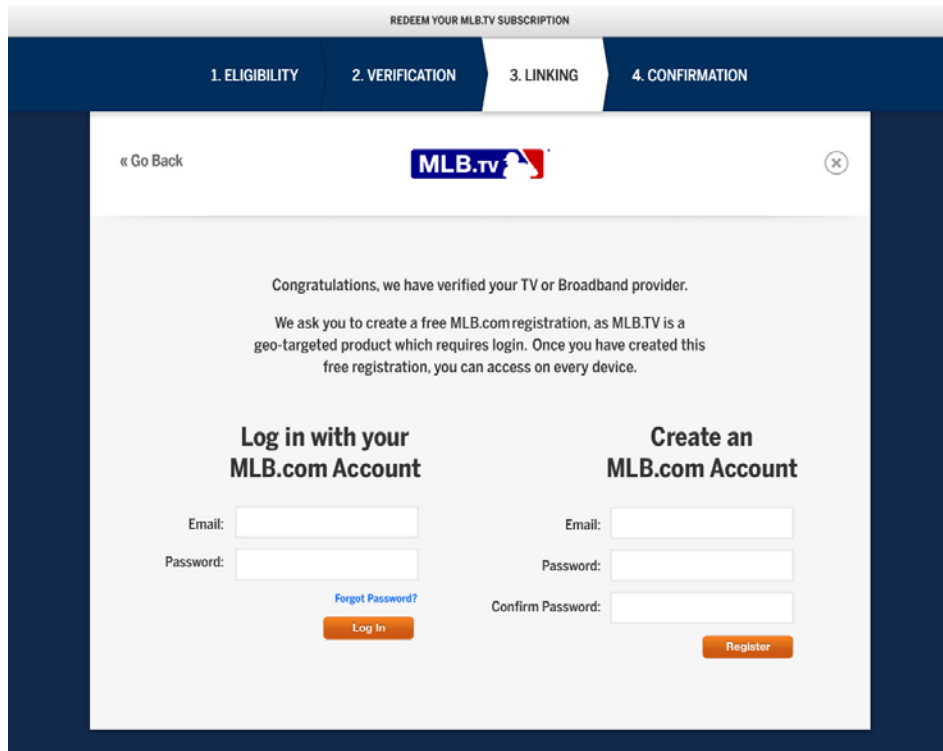 REDEEM YOUR MLB.TV SUBSCRIPTION
1. ELIGIBILITY
2. VERIFICATION
3. LINKING
4. CONFIRMATION
« Go Back
MLB.TV
Congratulations, we have verified your TV or Broadband provider.
We ask you to create a free MLB.com registration, as MLB.TV is a
geo-targeted product which requires login. Once you have created this
free registration, you can access on every device.
Log in with your
MLB.com Account
Email:
Password:
Forgot Password?
Log In
Create an
MLB.com Account
Email:
Password:
Confirm Password:
Register